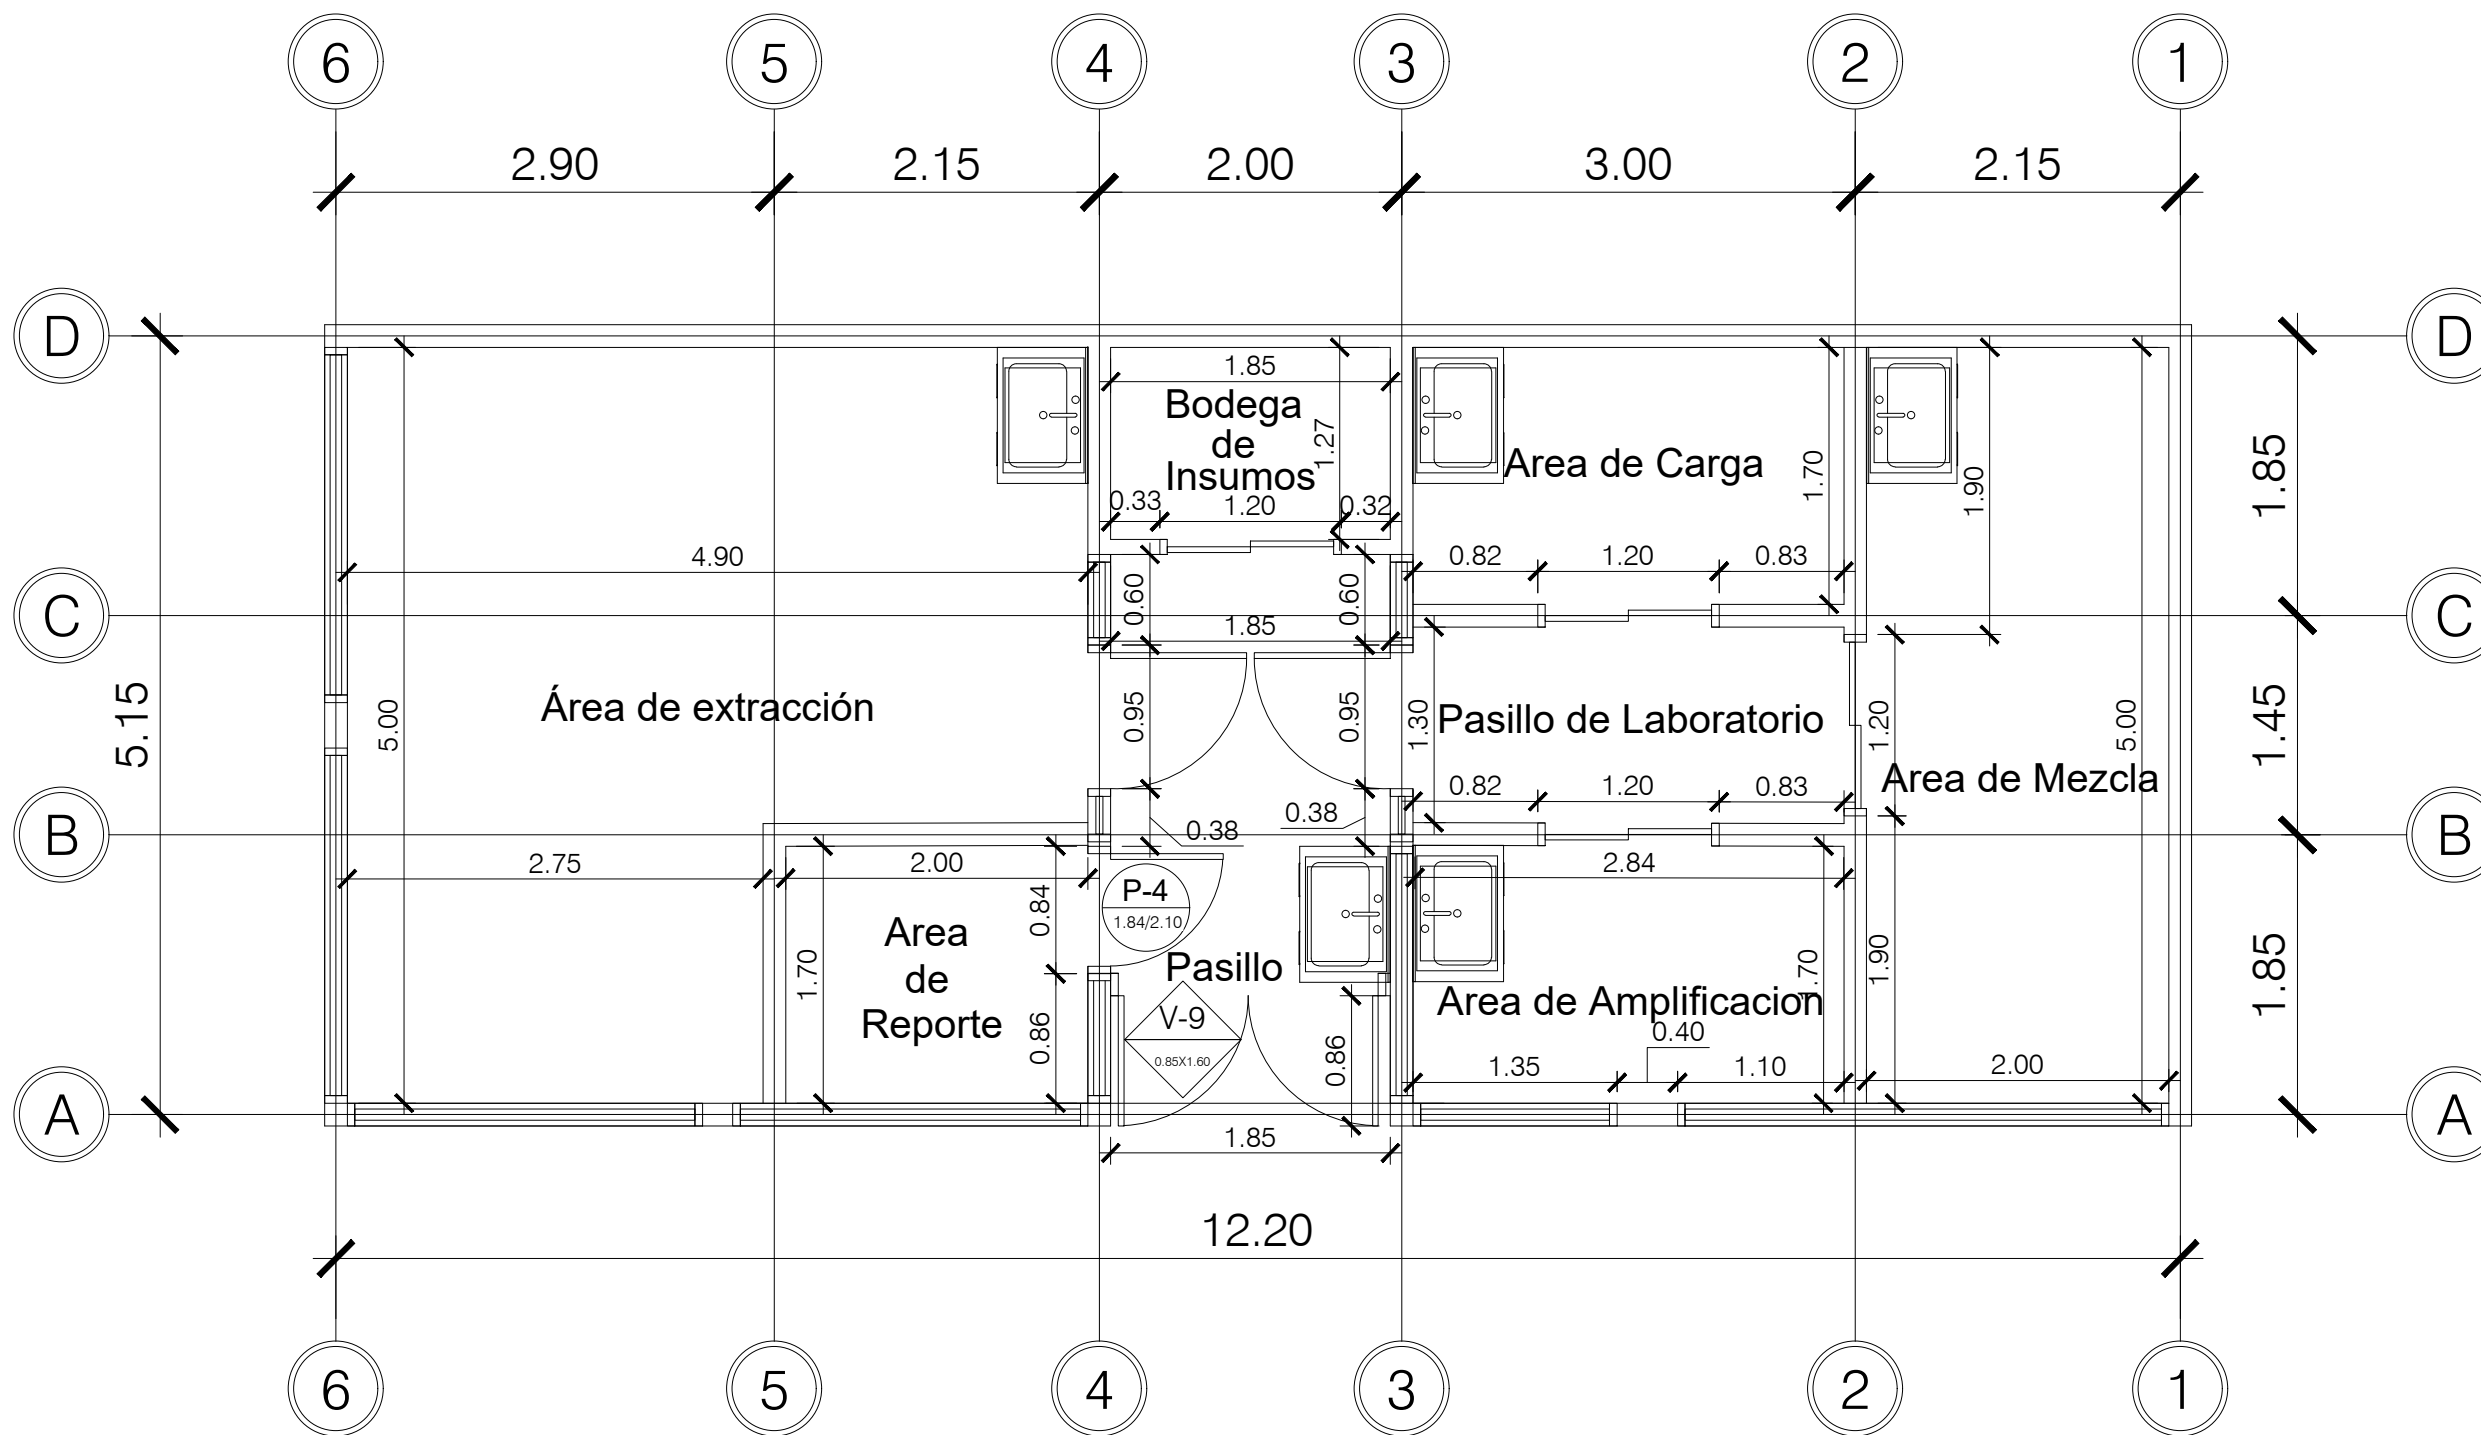 6
5
4
3
2
1
2.90
2.15
2.00
3.00
2.15
D
D
1.85
Bodega
de
Insumos
1.27
Area de Carga
1.70
1.90
1.85
0.33
1.20
0.32
4.90
0.82
1.20
0.83
C
0.60
0.60
C
1.85
5.15
5.00
Área de extracción
0.95
0.95
1.30
Pasillo de Laboratorio
1.20
5.00
1.45
Area de Mezcla
0.82
1.20
0.83
B
0.38
0.38
B
2.75
2.00
2.84
0.84
P-4
1.84/2.10
Area
de
Reporte
1.70
Pasillo
1.90
1.70
1.85
Area de Amplificacion
V-9
0.85X1.60
0.86
0.86
0.40
1.35
1.10
2.00
A
A
1.85
12.20
6
5
4
3
2
1